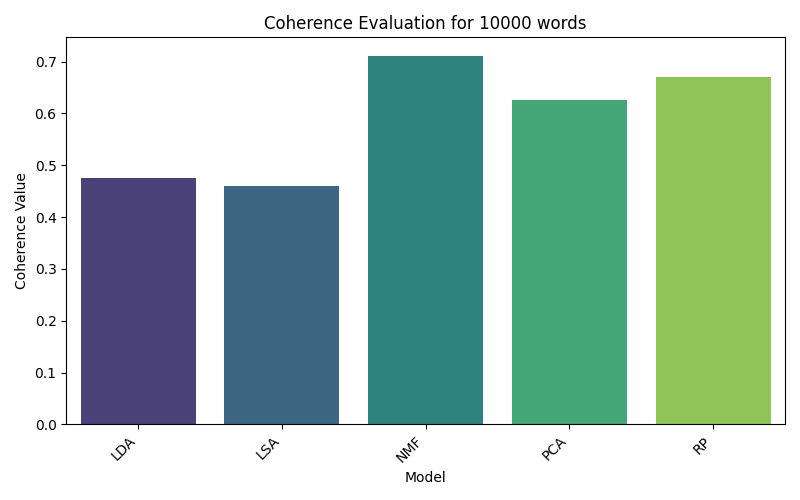 Coherence Evaluation for 10000 words
Coherence Value
0.7
0.6
0.5
0.4
0.3
0.2
0.1
0.0
LDA
LSA
NMF
PCA
RP
Model